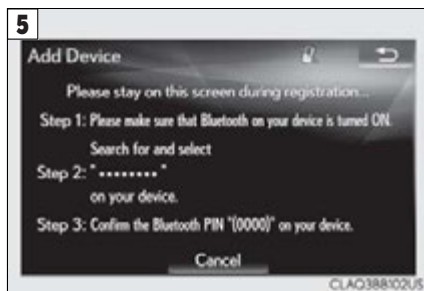 5
Add Device
Please stay on this screen during registration...
Step 1: Please make sure that Bluetooth on your device is turned ON.
Search for and select
Step 2: "••••••••"
on your device.
Step 3: Confirm the Bluetooth PIN "(0000)" on your device.
Cancel
CLAO388102US